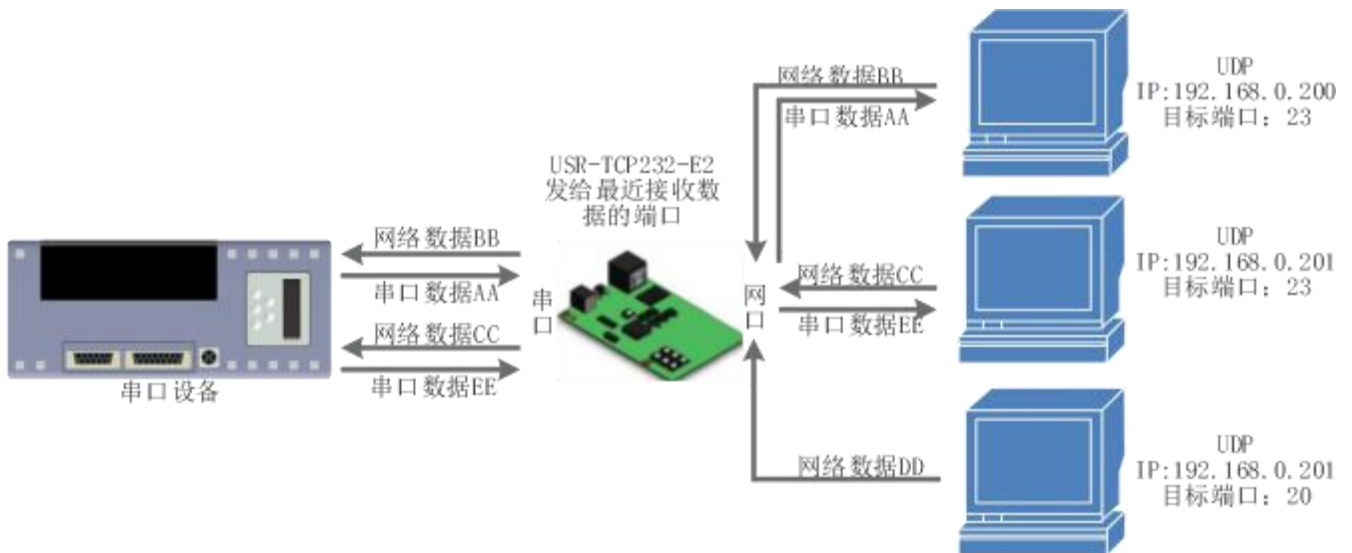 网络数据BB
串口数据AA
UDP
IP:192.168.0.200
目标端口：23
USR-TCP232-E2
发给最近接收数
据的端口
网络数据BB
串口数据AA
网络数据CC
串口数据EE
串口设备
串
口
网
口
网络数据CC
串口数据EE
UDP
IP:192.168.0.201
目标端口：23
网络数据DD
UDP
IP:192.168.0.201
目标端口：20